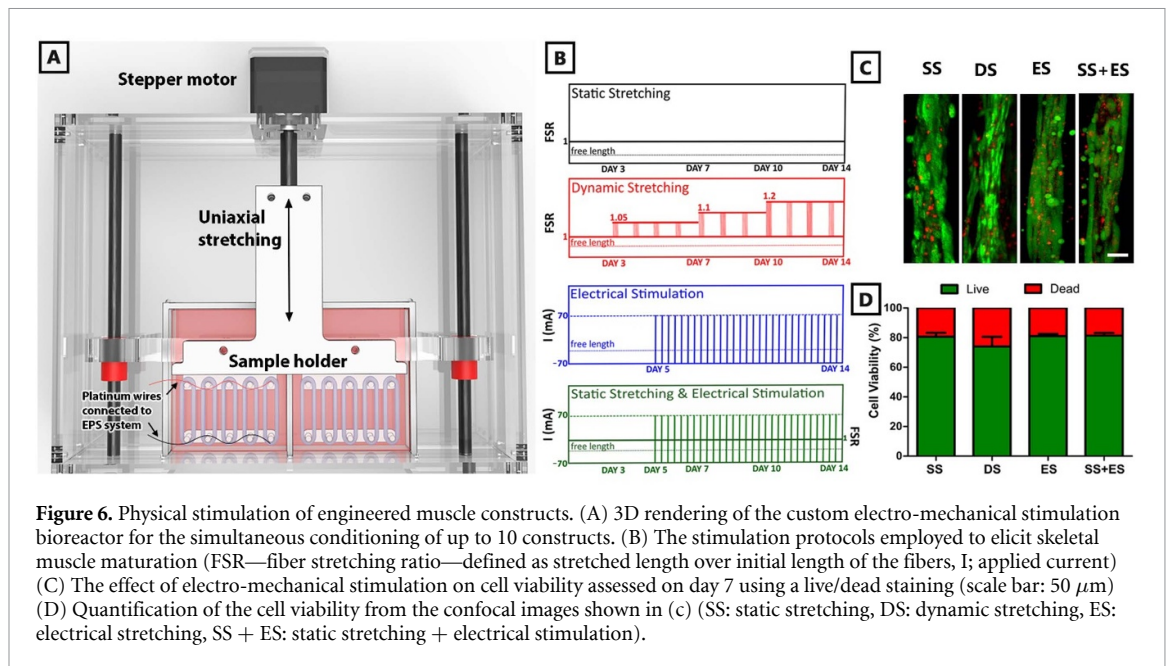 A
Stepper motor
Uniaxial
stretching
Sample holder
Platinum wires
connected to
EPS system
B
Static Stretching
FSR
1
free length
DAY 3 DAY 7 DAY 10 DAY 14
Dynamic Stretching
FSR
1.05 1.1 1.2
1
free length
DAY 3 DAY 7 DAY 10 DAY 14
Electrical Stimulation
I (mA)
70
free length
-70
DAY 5 DAY 14
Static Stretching & Electrical Stimulation
I (mA)
70
free length
-70
1
FSR
DAY 3 DAY 5 DAY 7 DAY 10 DAY 14
C
SS DS ES SS+ES
D
Live Dead
Cell Viability (%)
100
80
60
40
20
0
SS DS ES SS+ES
Figure 6. Physical stimulation of engineered muscle constructs. (A) 3D rendering of the custom electro-mechanical stimulation
bioreactor for the simultaneous conditioning of up to 10 constructs. (B) The stimulation protocols employed to elicit skeletal
muscle maturation (FSR—fiber stretching ratio—defined as stretched length over initial length of the fibers, I; applied current)
(C) The effect of electro-mechanical stimulation on cell viability assessed on day 7 using a live/dead staining (scale bar: 50 μm)
(D) Quantification of the cell viability from the confocal images shown in (c) (SS: static stretching, DS: dynamic stretching, ES:
electrical stretching, SS + ES: static stretching + electrical stimulation).